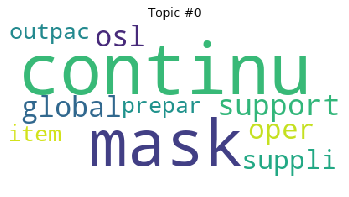 Topic #0
outpac osl
continu
global prepar support
item mask oper
suppli